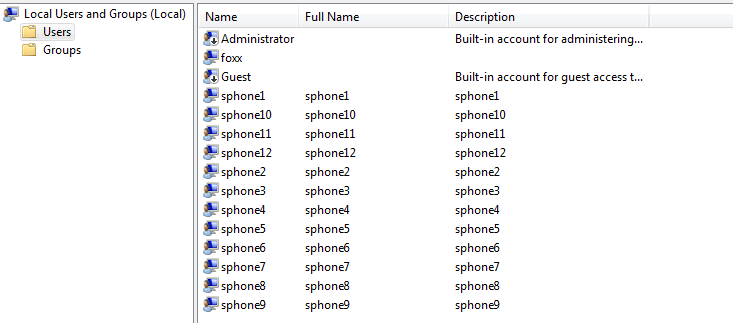 Local Users and Groups (Local)
Users
Groups
Name Full Name Description
Administrator Built-in account for administering...
foxx
Guest Built-in account for guest access t...
sphone1 sphone1 sphone1
sphone10 sphone10 sphone10
sphone11 sphone11 sphone11
sphone12 sphone12 sphone12
sphone2 sphone2 sphone2
sphone3 sphone3 sphone3
sphone4 sphone4 sphone4
sphone5 sphone5 sphone5
sphone6 sphone6 sphone6
sphone7 sphone7 sphone7
sphone8 sphone8 sphone8
sphone9 sphone9 sphone9